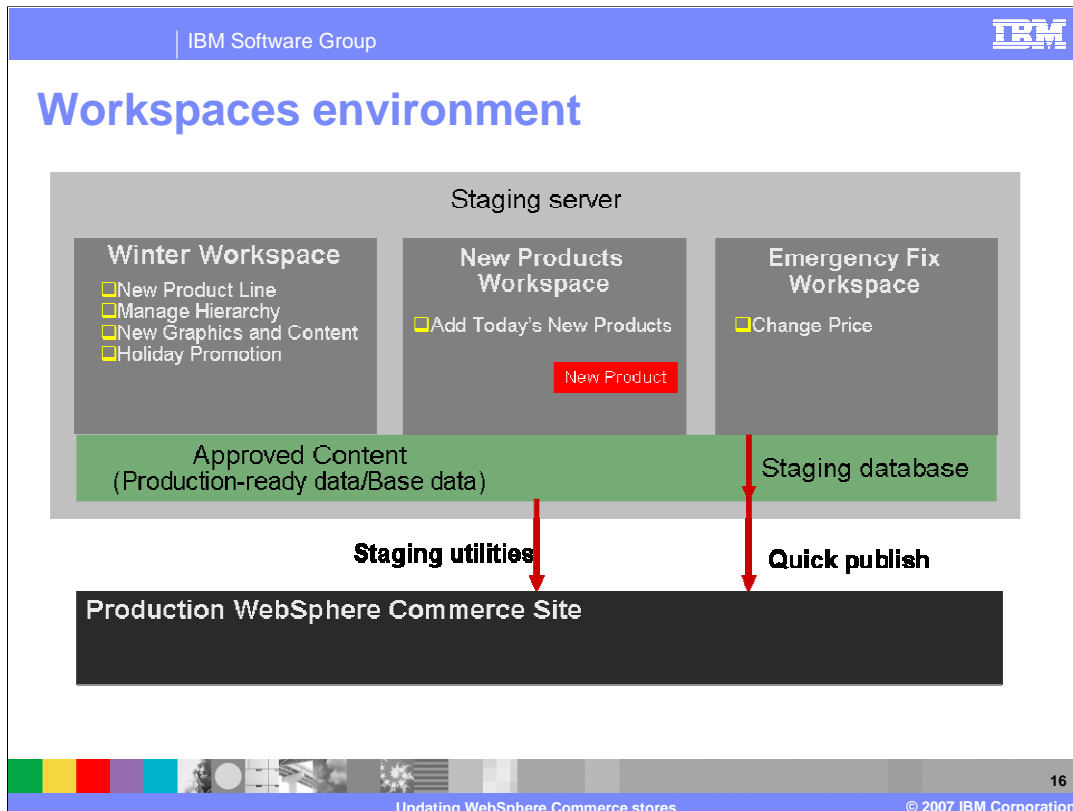 IBM Software Group
IBM
Workspaces environment
Staging server
Winter Workspace
❑New Product Line
❑Manage Hierarchy
❑New Graphics and Content
❑Holiday Promotion
New Products
Workspace
❑Add Today's New Products
New Product
Emergency Fix
Workspace
❑Change Price
Approved Content
(Production-ready data/Base data)
Staging database
Staging utilities
Quick publish
Production WebSphere Commerce Site
16
Updating WebSphere Commerce stores
© 2007 IBM Corporation